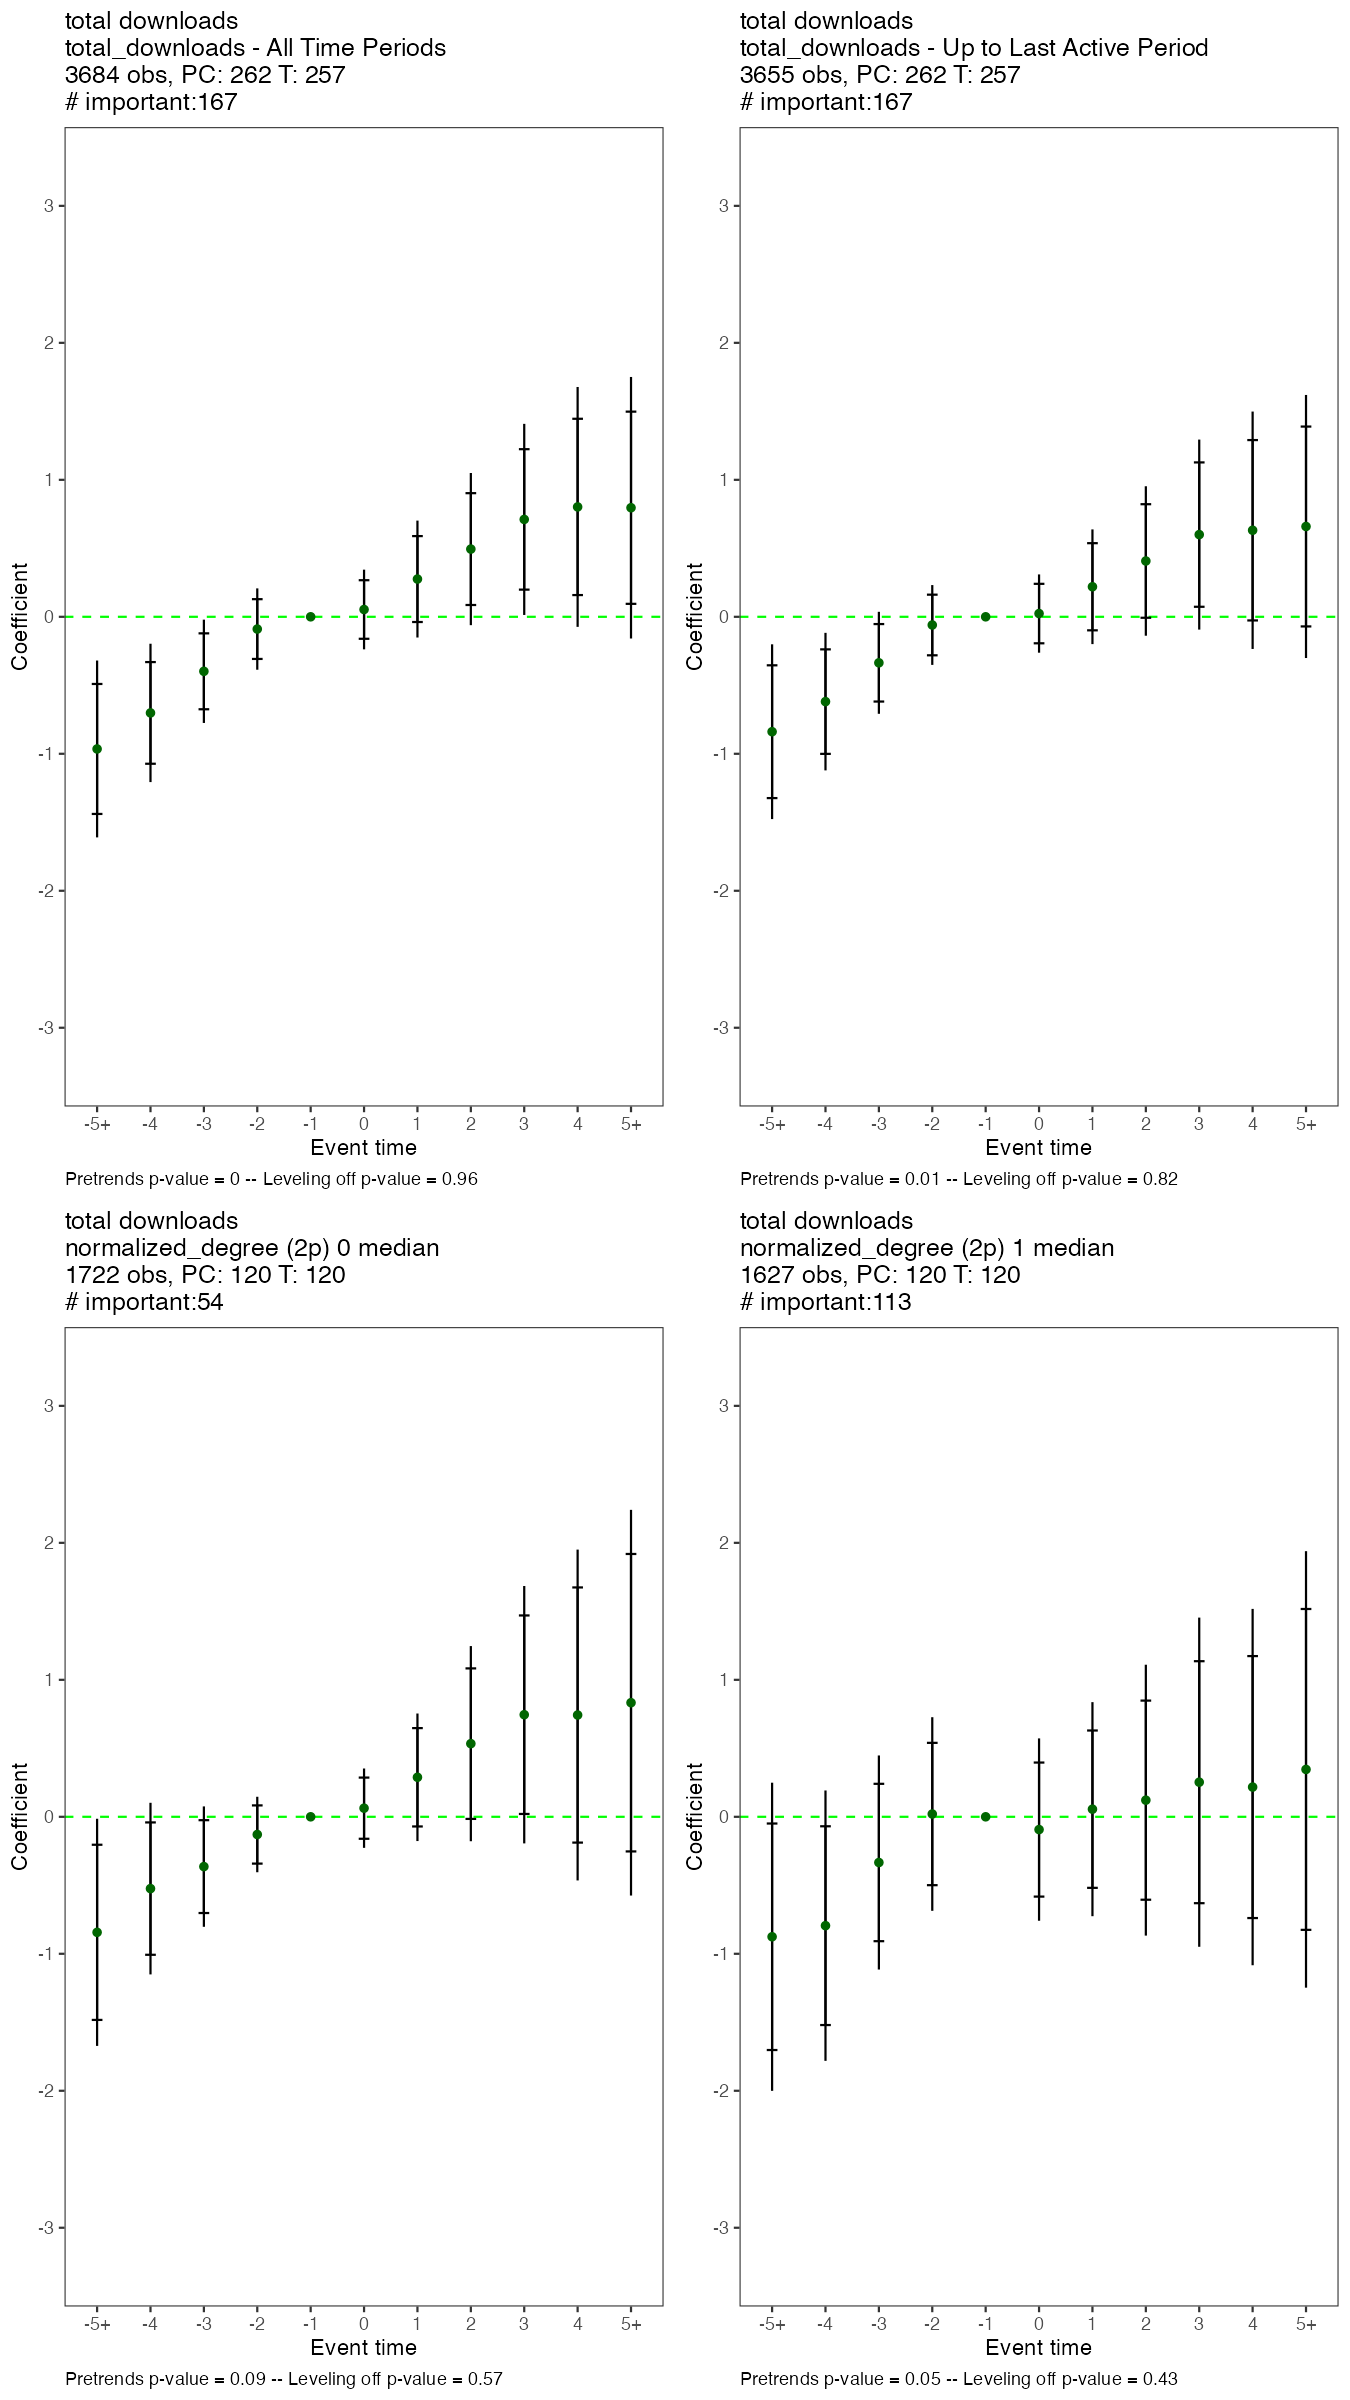 total downloads
total_downloads - All Time Periods
3684 obs, PC: 262 T: 257
# important:167
3
2
1
0
-1
-2
-3
Coefficient
-5+ -4 -3 -2 -1 0 1 2 3 4 5+
Event time
Pretrends p-value = 0 -- Leveling off p-value = 0.96
total downloads
total_downloads - Up to Last Active Period
3655 obs, PC: 262 T: 257
# important:167
3
2
1
0
-1
-2
-3
Coefficient
-5+ -4 -3 -2 -1 0 1 2 3 4 5+
Event time
Pretrends p-value = 0.01 -- Leveling off p-value = 0.82
total downloads
normalized_degree (2p) 0 median
1722 obs, PC: 120 T: 120
# important:54
3
2
1
0
-1
-2
-3
Coefficient
-5+ -4 -3 -2 -1 0 1 2 3 4 5+
Event time
Pretrends p-value = 0.09 -- Leveling off p-value = 0.57
total downloads
normalized_degree (2p) 1 median
1627 obs, PC: 120 T: 120
# important:113
3
2
1
0
-1
-2
-3
Coefficient
-5+ -4 -3 -2 -1 0 1 2 3 4 5+
Event time
Pretrends p-value = 0.05 -- Leveling off p-value = 0.43